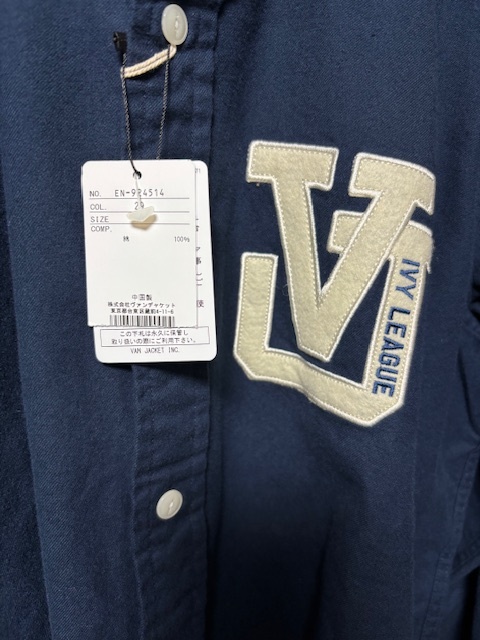 NO. EN-984514
COL. 29
SIZE
COMP.
綿 100%
中国製
株式会社ヴァンヂャケット
東京都台東区蔵前4-11-6
この下札は永久に保管し
取り扱いの際にご利用下さい。
VAN JACKET INC.
VJ
IVY LEAGUE